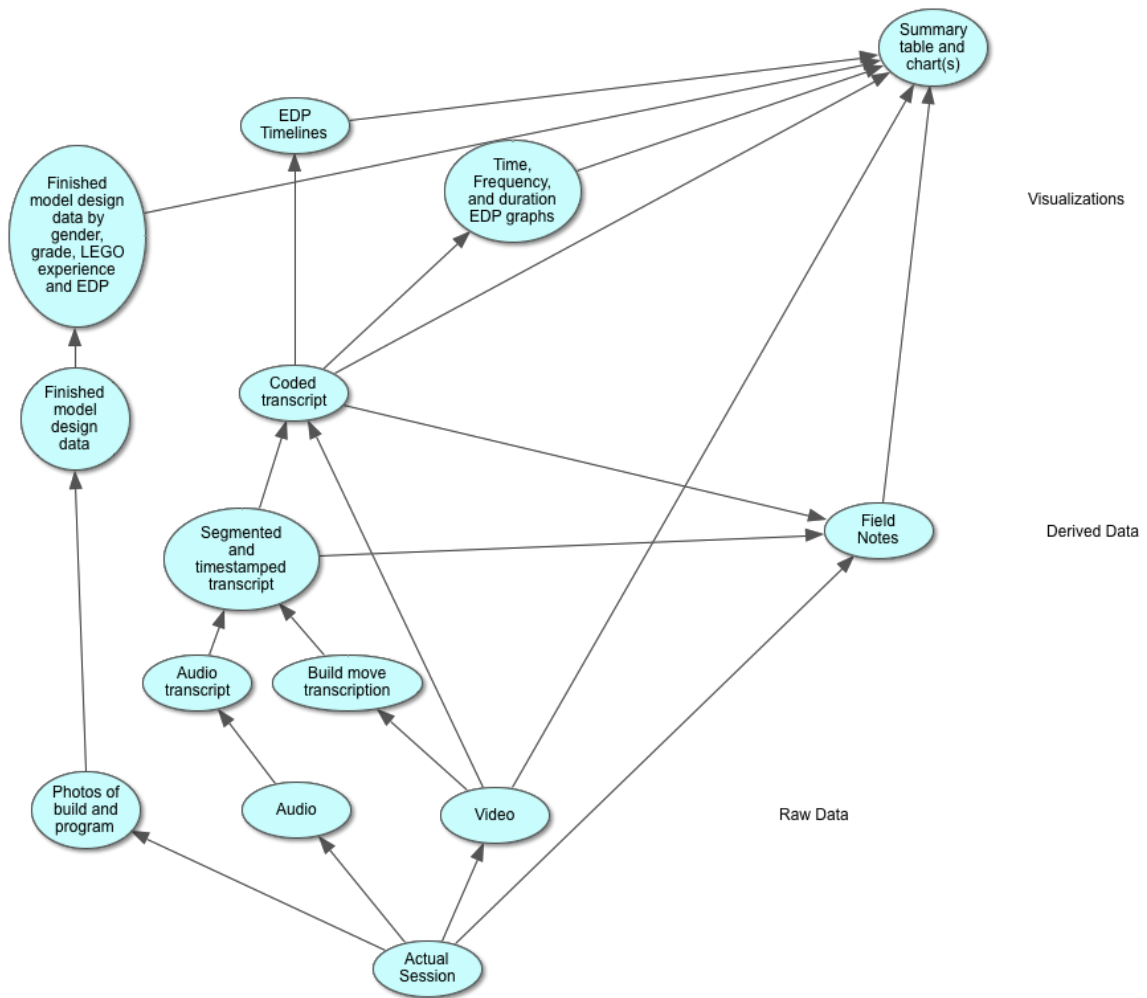 Summary
table and
chart(s)
EDP
Timelines
Time,
Frequency,
and duration
EDP graphs
Finished
model design
data by
gender,
grade, LEGO
experience
and EDP
Visualizations
Coded
transcript
Finished
model
design
data
Segmented
and
timestamped
transcript
Field
Notes
Derived Data
Audio
transcript
Build move
transcription
Photos of
build and
program
Audio
Video
Raw Data
Actual
Session